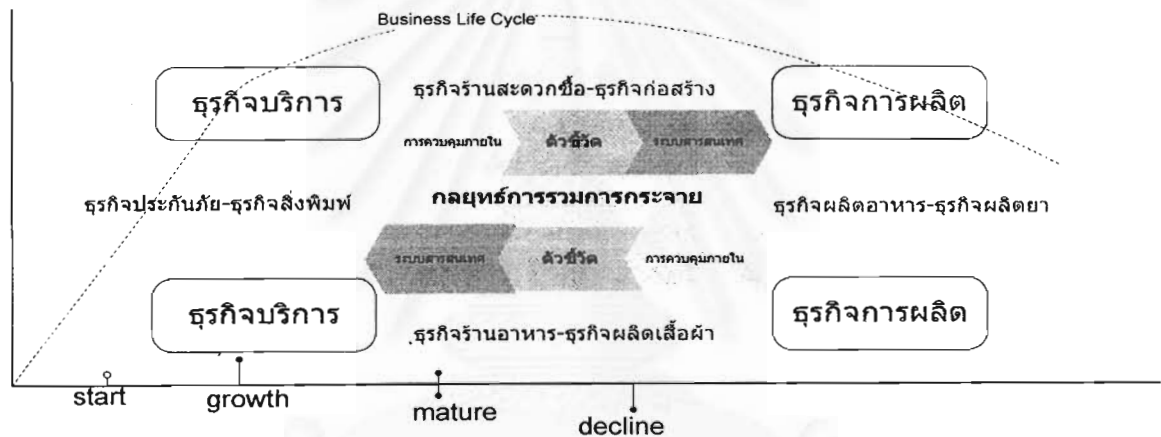 Business Life Cycle
ธุรกิจบริการ
ธุรกิจร้านสะดวกซื้อ-ธุรกิจก่อสร้าง
ธุรกิจการผลิต
การควบคุมภายใน
ตัวชี้วัด
ระบบสารสนเทศ
ธุรกิจประกันภัย-ธุรกิจสิ่งพิมพ์
กลยุทธ์การรวมการกระจาย
ธุรกิจผลิตอาหาร-ธุรกิจผลิตยา
ระบบสารสนเทศ
ตัวชี้วัด
การควบคุมภายใน
ธุรกิจบริการ
ธุรกิจร้านอาหาร-ธุรกิจผลิตเสื้อผ้า
ธุรกิจการผลิต
start
growth
mature
decline